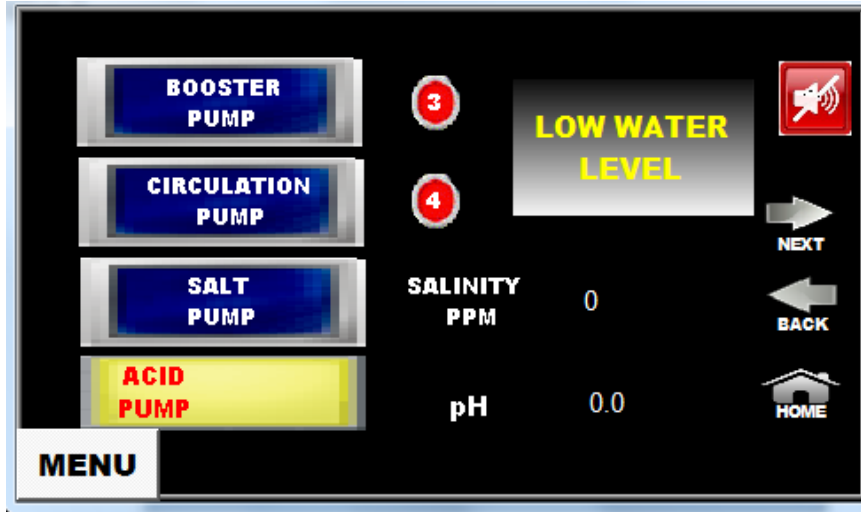 BOOSTER
PUMP
3
LOW WATER
LEVEL
CIRCULATION
PUMP
4
NEXT
SALT
PUMP
SALINITY
PPM
0
BACK
ACID
PUMP
pH
0.0
HOME
MENU